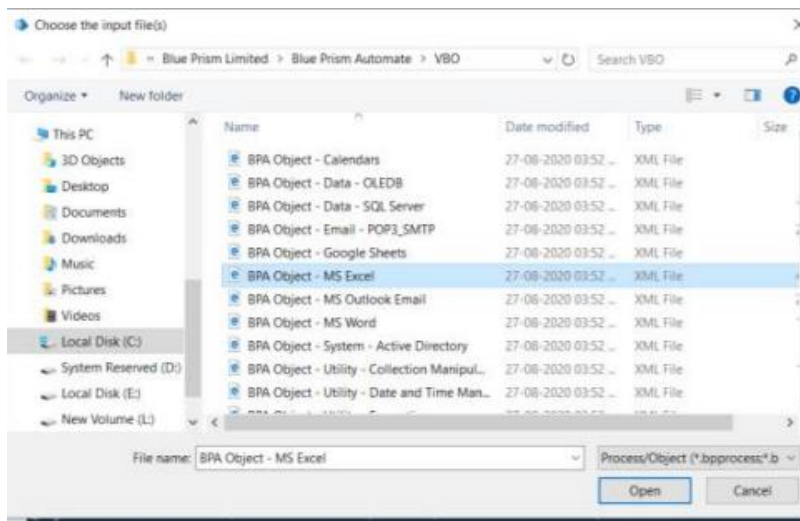 Choose the input file(s)
« Blue Prism Limited > Blue Prism Automate > VBO
Search VBO
Organize
New folder
This PC
3D Objects
Desktop
Documents
Downloads
Music
Pictures
Videos
Local Disk (C:)
System Reserved (D:)
Local Disk (E:)
New Volume (L:)
Name Date modified Type Size
BPA Object - Calendars 27-08-2020 03:52 ... XML File
BPA Object - Data - OLEDB 27-08-2020 03:52 ... XML File
BPA Object - Data - SQL Server 27-08-2020 03:52 ... XML File
BPA Object - Email - POP3_SMTP 27-08-2020 03:52 ... XML File
BPA Object - Google Sheets 27-08-2020 03:52 ... XML File
BPA Object - MS Excel 27-08-2020 03:52 ... XML File
BPA Object - MS Outlook Email 27-08-2020 03:52 ... XML File
BPA Object - MS Word 27-08-2020 03:52 ... XML File
BPA Object - System - Active Directory 27-08-2020 03:52 ... XML File
BPA Object - Utility - Collection Manipul... 27-08-2020 03:52 ... XML File
BPA Object - Utility - Date and Time Man... 27-08-2020 03:52 ... XML File
File name: BPA Object - MS Excel
Process/Object (*.bpprocess;*.b
Open
Cancel